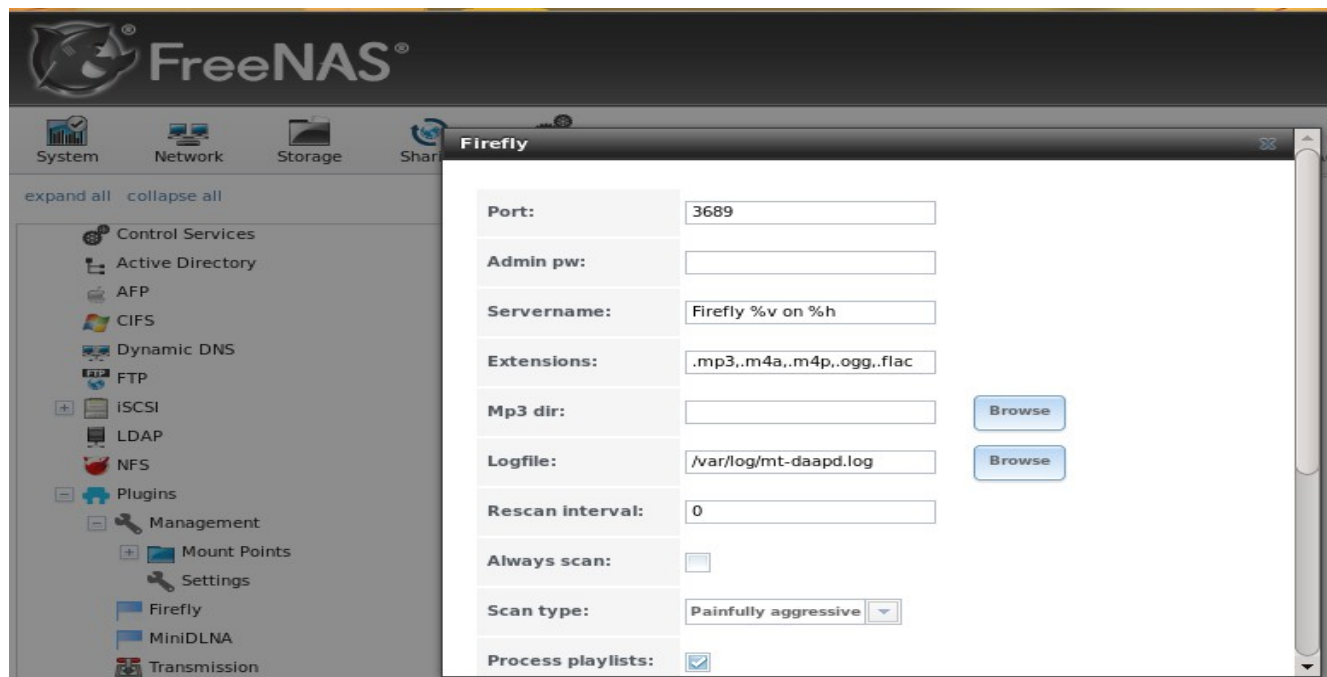 FreeNAS®
System Network Storage Shari
Firefly
expand all collapse all
Control Services
Active Directory
AFP
CIFS
Dynamic DNS
FTP
iSCSI
LDAP
NFS
Plugins
Management
Mount Points
Settings
Firefly
MiniDLNA
Transmission
Port: 3689
Admin pw:
Servername: Firefly %v on %h
Extensions: .mp3,.m4a,.m4p,.ogg,.flac
Mp3 dir: Browse
Logfile: /var/log/mt-daapd.log Browse
Rescan interval: 0
Always scan:
Scan type: Painfully aggressive
Process playlists: